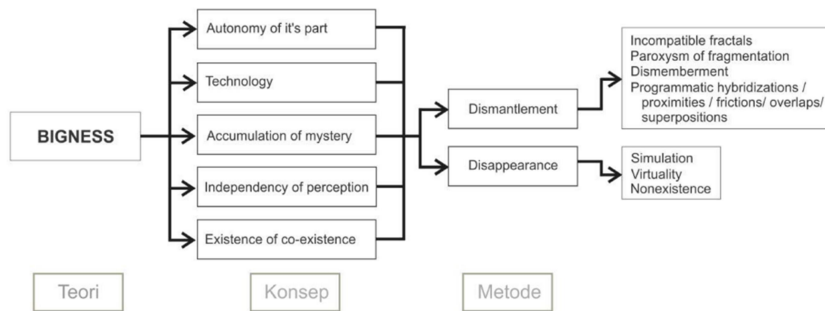 BIGNESS
Autonomy of it's part
Technology
Accumulation of mystery
Independency of perception
Existence of co-existence
Dismantlement
Disappearance
Incompatible fractals
Paroxysm of fragmentation
Dismemberment
Programmatic hybridizations /
proximities / frictions/ overlaps/
superpositions
Simulation
Virtuality
Nonexistence
Teori
Konsep
Metode